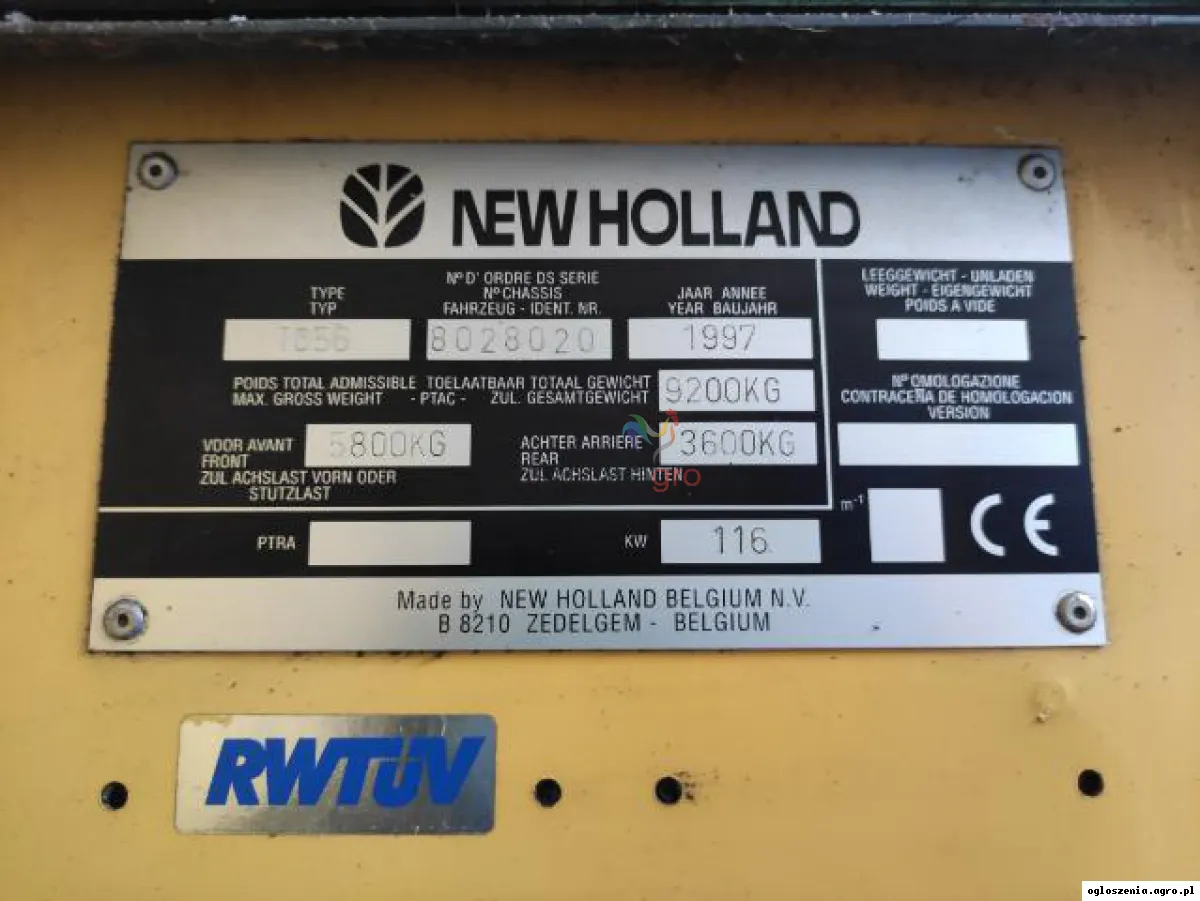 NEW HOLLAND
Nº D' ORDRE DS SERIE
TYPE Nº CHASSIS JAAR ANNEE
TYP FAHRZEUG - IDENT. NR. YEAR BAUJAHR
8028020 1997
LEEGGEWICHT - UNLADEN
WEIGHT - EIGENGEWICHT
POIDS A VIDE
POIDS TOTAL ADMISSIBLE TOELAATBAAR TOTAAL GEWICHT
MAX. GROSS WEIGHT - PTAC - ZUL. GESAMTGEWICHT
9200KG
Nº OMOLOGAZIONE
CONTRACEÑA DE HOMOLOGACION
VERSION
VOOR AVANT
FRONT
5800KG
ZUL ACHSLAST VORN ODER
STUTZLAST
ACHTER ARRIERE
REAR
3600KG
ZUL ACHSLAST HINTEN
gro
m-1
CE
PTRA KW 116
Made by NEW HOLLAND BELGIUM N.V.
B 8210 ZEDELGEM - BELGIUM
RWTÜV
ogloszenia.agro.pl